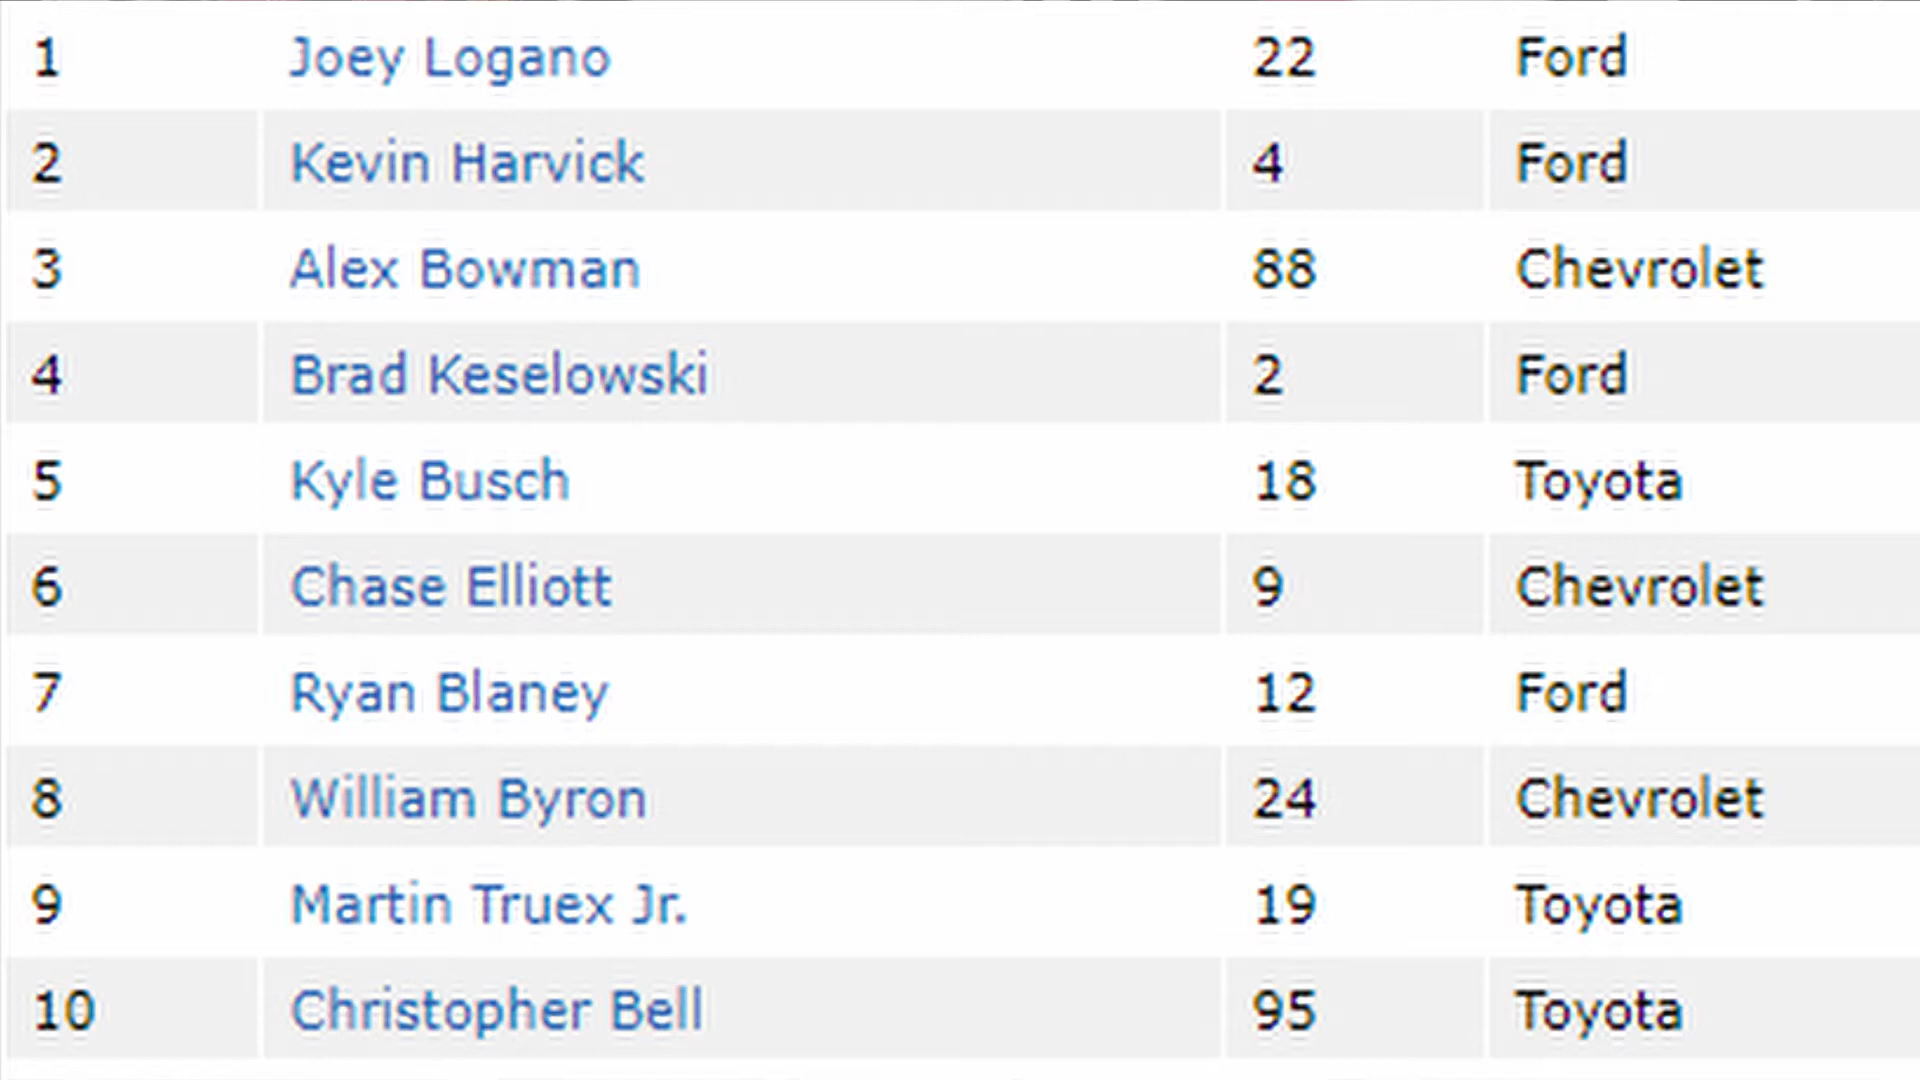 1 Joey Logano 22 Ford
2 Kevin Harvick 4 Ford
3 Alex Bowman 88 Chevrolet
4 Brad Keselowski 2 Ford
5 Kyle Busch 18 Toyota
6 Chase Elliott 9 Chevrolet
7 Ryan Blaney 12 Ford
8 William Byron 24 Chevrolet
9 Martin Truex Jr. 19 Toyota
10 Christopher Bell 95 Toyota